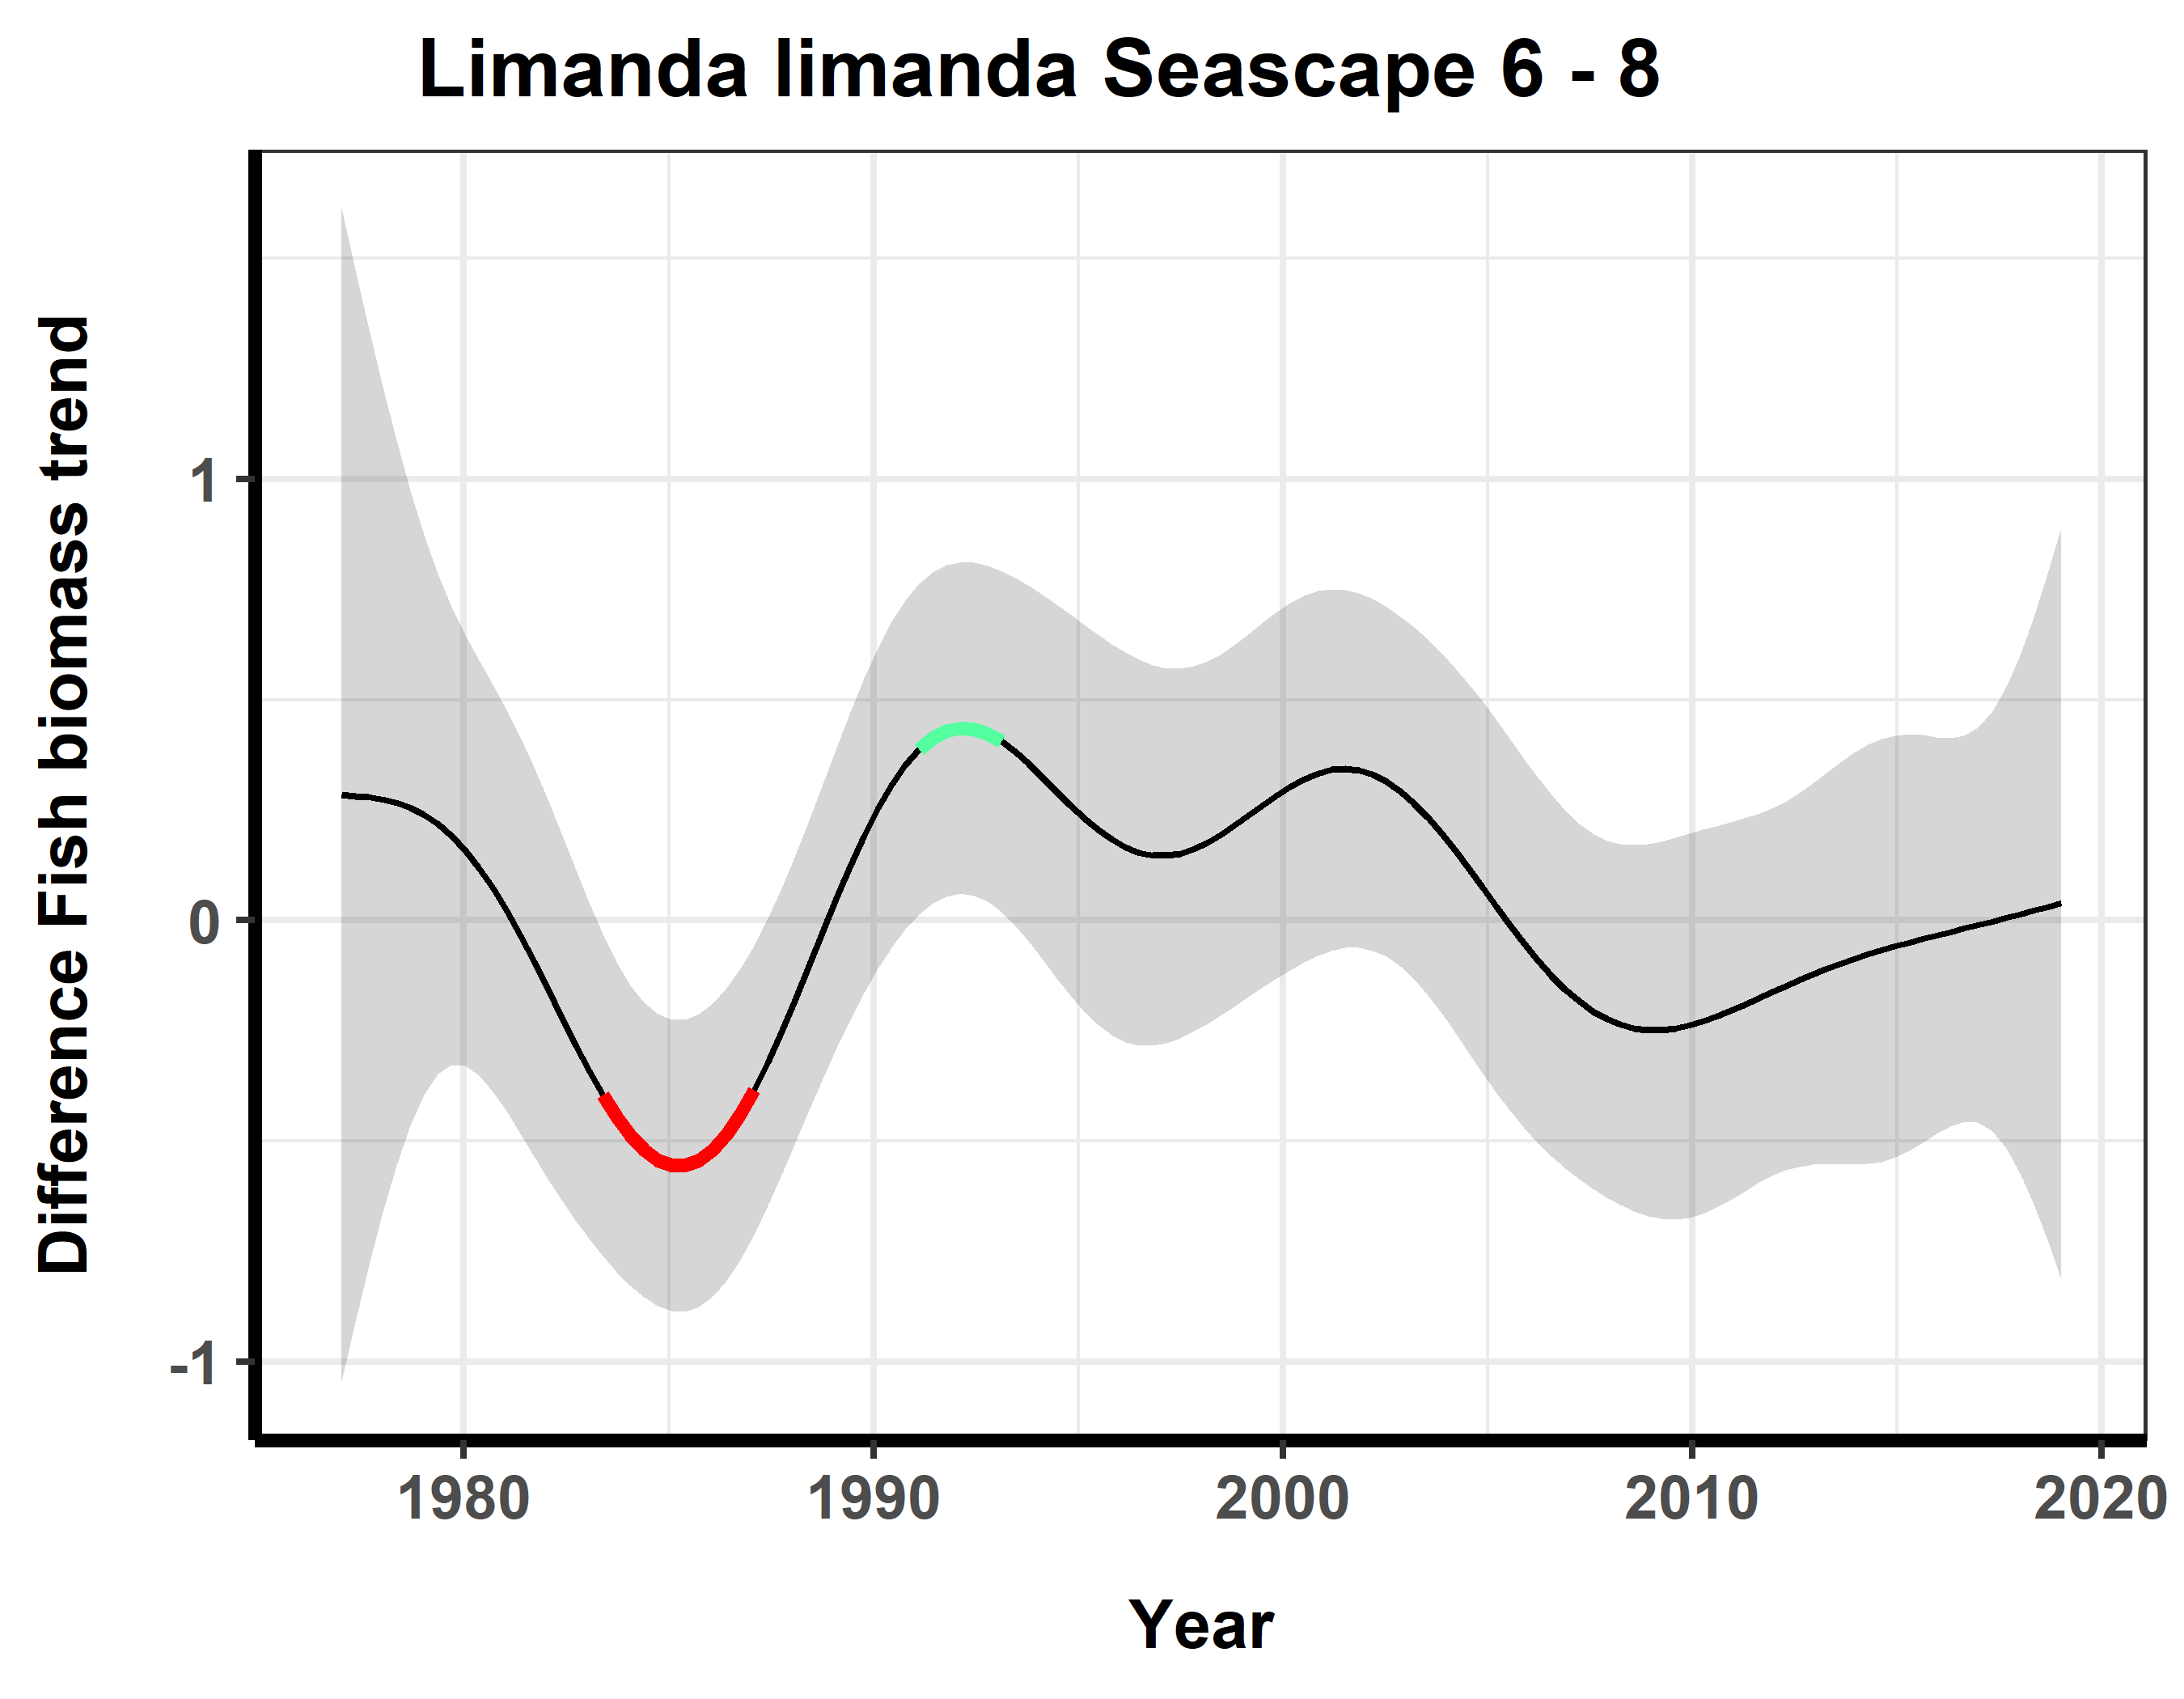 Limanda limanda Seascape 6 - 8
Difference Fish biomass trend
1
0
-1
1980
1990
2000
2010
2020
Year